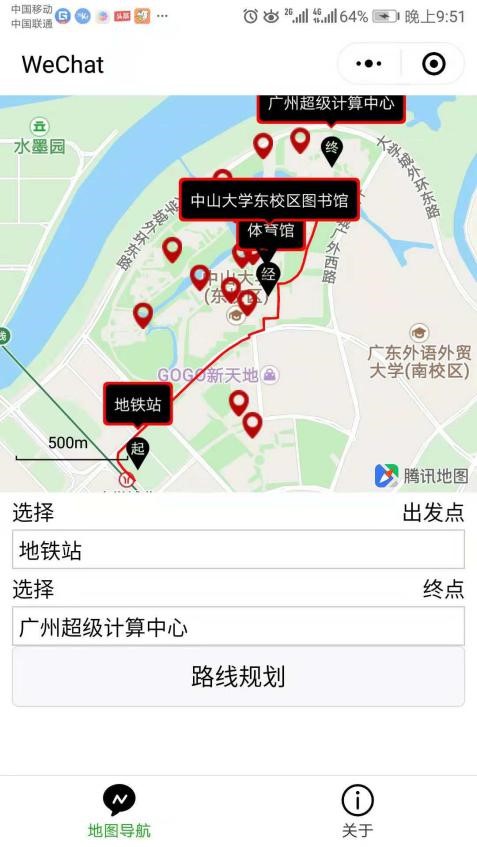 中国移动
中国联通
2G
4G
64%
晚上9:51
WeChat
广州超级计算中心
终
水墨园
大学城外环东路
中山大学东校区图书馆
体育馆
经
广外西路
中山大
(东校区)
广东外语外贸
大学(南校区)
GOGO新天地
地铁站
起
500m
腾讯地图
选择 出发点
地铁站
选择 终点
广州超级计算中心
路线规划
地图导航
关于